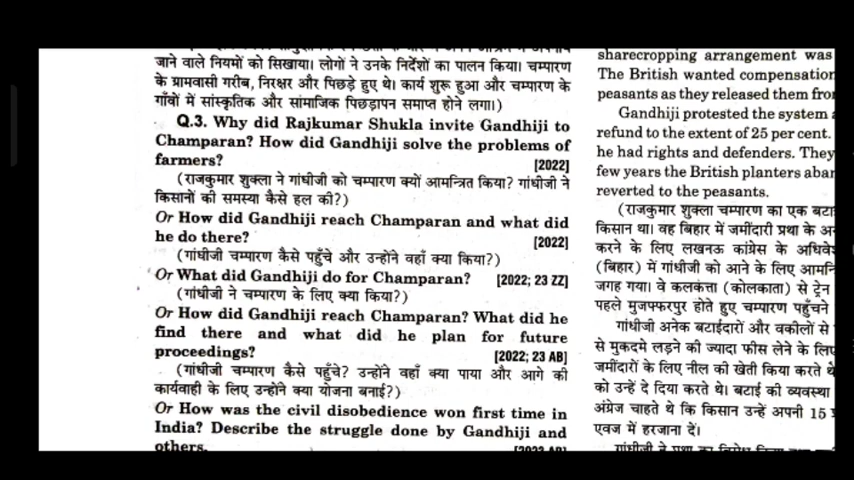 जाने वाले नियमों को सिखाया। लोगों ने उनके निर्देशों का पालन किया। चम्पारण
के ग्रामवासी गरीब, निरक्षर और पिछड़े हुए थे। कार्य शुरू हुआ और चम्पारण के
गाँवों में सांस्कृतिक और सामाजिक पिछड़ापन समाप्त होने लगा।)
Q.3. Why did Rajkumar Shukla invite Gandhiji to
Champaran? How did Gandhiji solve the problems of
farmers? [2022]
(राजकुमार शुक्ला ने गांधीजी को चम्पारण क्यों आमन्त्रित किया? गांधीजी ने
किसानों की समस्या कैसे हल की?)
Or How did Gandhiji reach Champaran and what did
he do there? [2022]
(गांधीजी चम्पारण कैसे पहुँचे और उन्होंने वहाँ क्या किया?)
Or What did Gandhiji do for Champaran? [2022; 23 ZZ]
(गांधीजी ने चम्पारण के लिए क्या किया?)
Or How did Gandhiji reach Champaran? What did he
find there and what did he plan for future
proceedings? [2022; 23 AB]
(गांधीजी चम्पारण कैसे पहुँचे? उन्होंने वहाँ क्या पाया और आगे की
कार्यवाही के लिए उन्होंने क्या योजना बनाई?)
Or How was the civil disobedience won first time in
India? Describe the struggle done by Gandhiji and
others.
sharecropping arrangement was
The British wanted compensation
peasants as they released them from
Gandhiji protested the system
refund to the extent of 25 per cent.
he had rights and defenders. They
few years the British planters aban
reverted to the peasants.
(राजकुमार शुक्ला चम्पारण का एक बटा
किसान था। वह बिहार में जमींदारी प्रथा के अ
करने के लिए लखनऊ कांग्रेस के अधिवे
(बिहार) में गांधीजी को आने के लिए आमन्
जगह गया। वे कलकत्ता (कोलकाता) से ट्रेन
पहले मुजफ्फरपुर होते हुए चम्पारण पहुँचने
गांधीजी अनेक बटाईदारों और वकीलों से
से मुकदमे लड़ने की ज्यादा फीस लेने के लिए
जमींदारों के लिए नील की खेती किया करते थे
को उन्हें दे दिया करते थे। बटाई की व्यवस्था
अंग्रेज चाहते थे कि किसान उन्हें अपनी 15
एवज में हरजाना दें।